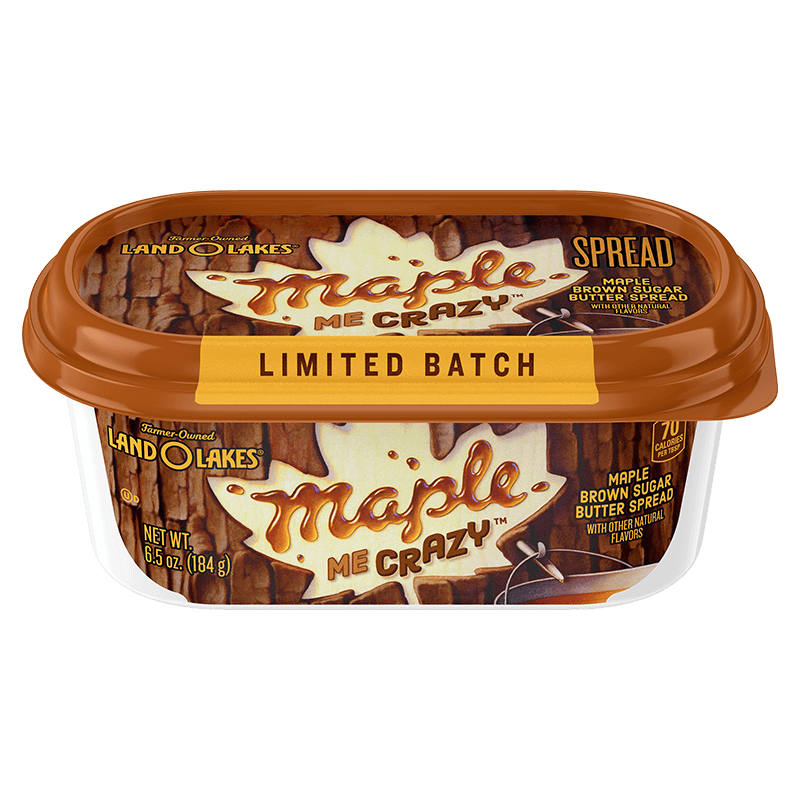 Farmer-Owned
LAND O LAKES®
maple
ME CRAZY™
SPREAD
MAPLE
BROWN SUGAR
BUTTER SPREAD
WITH OTHER NATURAL
FLAVORS
LIMITED BATCH
Farmer-Owned
LAND O LAKES®
maple
ME CRAZY™
70
CALORIES
PER TBSP
MAPLE
BROWN SUGAR
BUTTER SPREAD
WITH OTHER NATURAL
FLAVORS
U D
NET WT.
6.5 oz. (184 g)